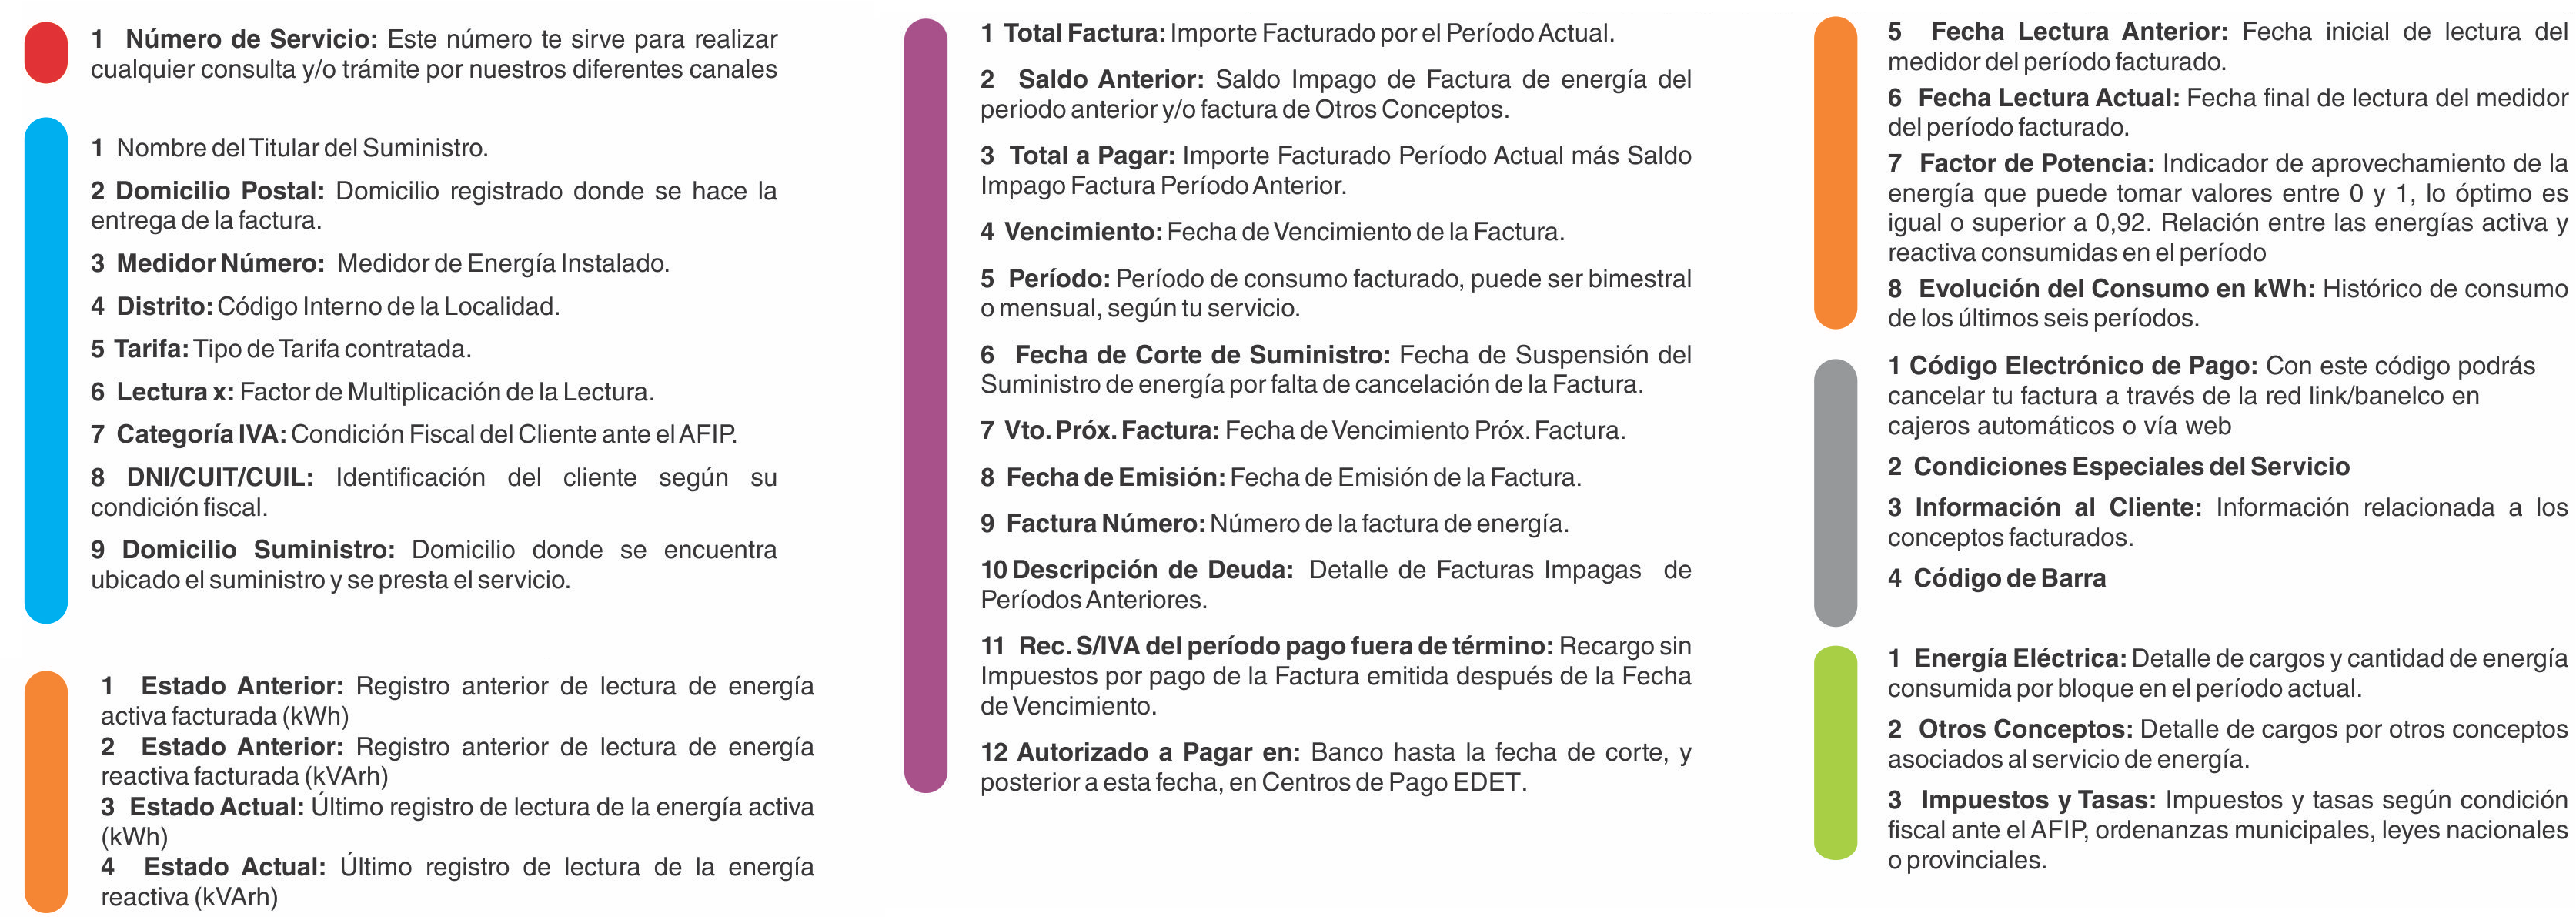 1 Número de Servicio: Este número te sirve para realizar
cualquier consulta y/o trámite por nuestros diferentes canales
1 Nombre del Titular del Suministro.
2 Domicilio Postal: Domicilio registrado donde se hace la
entrega de la factura.
3 Medidor Número: Medidor de Energía Instalado.
4 Distrito: Código Interno de la Localidad.
5 Tarifa: Tipo de Tarifa contratada.
6 Lectura x: Factor de Multiplicación de la Lectura.
7 Categoría IVA: Condición Fiscal del Cliente ante el AFIP.
8 DNI/CUIT/CUIL: Identificación del cliente según su
condición fiscal.
9 Domicilio Suministro: Domicilio donde se encuentra
ubicado el suministro y se presta el servicio.
1 Estado Anterior: Registro anterior de lectura de energía
activa facturada (kWh)
2 Estado Anterior: Registro anterior de lectura de energía
reactiva facturada (kVArh)
3 Estado Actual: Último registro de lectura de la energía activa
(kWh)
4 Estado Actual: Último registro de lectura de la energía
reactiva (kVArh)
1 Total Factura: Importe Facturado por el Período Actual.
2 Saldo Anterior: Saldo Impago de Factura de energía del
periodo anterior y/o factura de Otros Conceptos.
3 Total a Pagar: Importe Facturado Período Actual más Saldo
Impago Factura Período Anterior.
4 Vencimiento: Fecha de Vencimiento de la Factura.
5 Período: Período de consumo facturado, puede ser bimestral
o mensual, según tu servicio.
6 Fecha de Corte de Suministro: Fecha de Suspensión del
Suministro de energía por falta de cancelación de la Factura.
7 Vto. Próx. Factura: Fecha de Vencimiento Próx. Factura.
8 Fecha de Emisión: Fecha de Emisión de la Factura.
9 Factura Número: Número de la factura de energía.
10 Descripción de Deuda: Detalle de Facturas Impagas de
Períodos Anteriores.
11 Rec. S/IVA del período pago fuera de término: Recargo sin
Impuestos por pago de la Factura emitida después de la Fecha
de Vencimiento.
12 Autorizado a Pagar en: Banco hasta la fecha de corte, y
posterior a esta fecha, en Centros de Pago EDET.
5 Fecha Lectura Anterior: Fecha inicial de lectura del
medidor del período facturado.
6 Fecha Lectura Actual: Fecha final de lectura del medidor
del período facturado.
7 Factor de Potencia: Indicador de aprovechamiento de la
energía que puede tomar valores entre 0 y 1, lo óptimo es
igual o superior a 0,92. Relación entre las energías activa y
reactiva consumidas en el período
8 Evolución del Consumo en kWh: Histórico de consumo
de los últimos seis períodos.
1 Código Electrónico de Pago: Con este código podrás
cancelar tu factura a través de la red link/banelco en
cajeros automáticos o vía web
2 Condiciones Especiales del Servicio
3 Información al Cliente: Información relacionada a los
conceptos facturados.
4 Código de Barra
1 Energía Eléctrica: Detalle de cargos y cantidad de energía
consumida por bloque en el período actual.
2 Otros Conceptos: Detalle de cargos por otros conceptos
asociados al servicio de energía.
3 Impuestos y Tasas: Impuestos y tasas según condición
fiscal ante el AFIP, ordenanzas municipales, leyes nacionales
o provinciales.